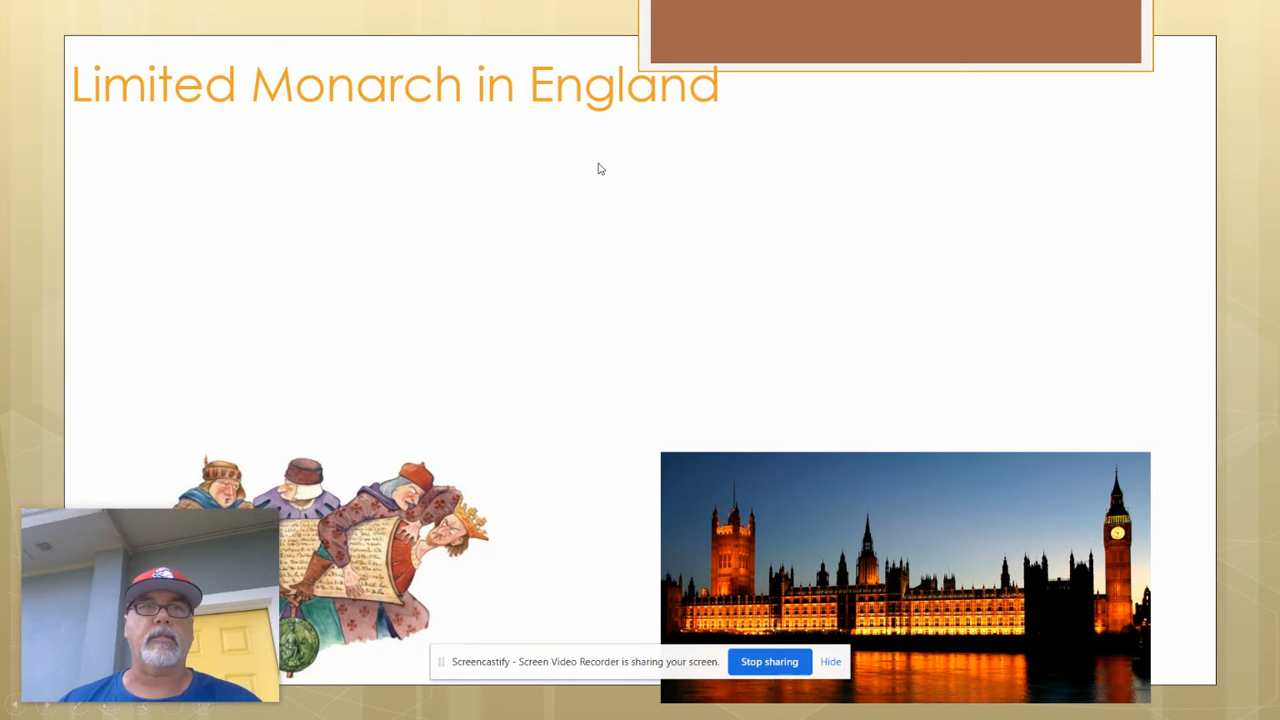 Limited Monarch in England
Screencastify - Screen Video Recorder is sharing your screen.
Stop sharing
Hide